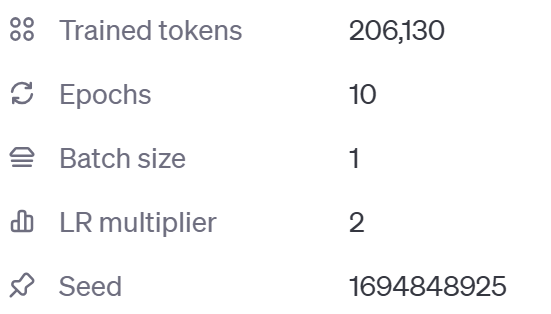 Trained tokens 206,130
Epochs 10
Batch size 1
LR multiplier 2
Seed 1694848925